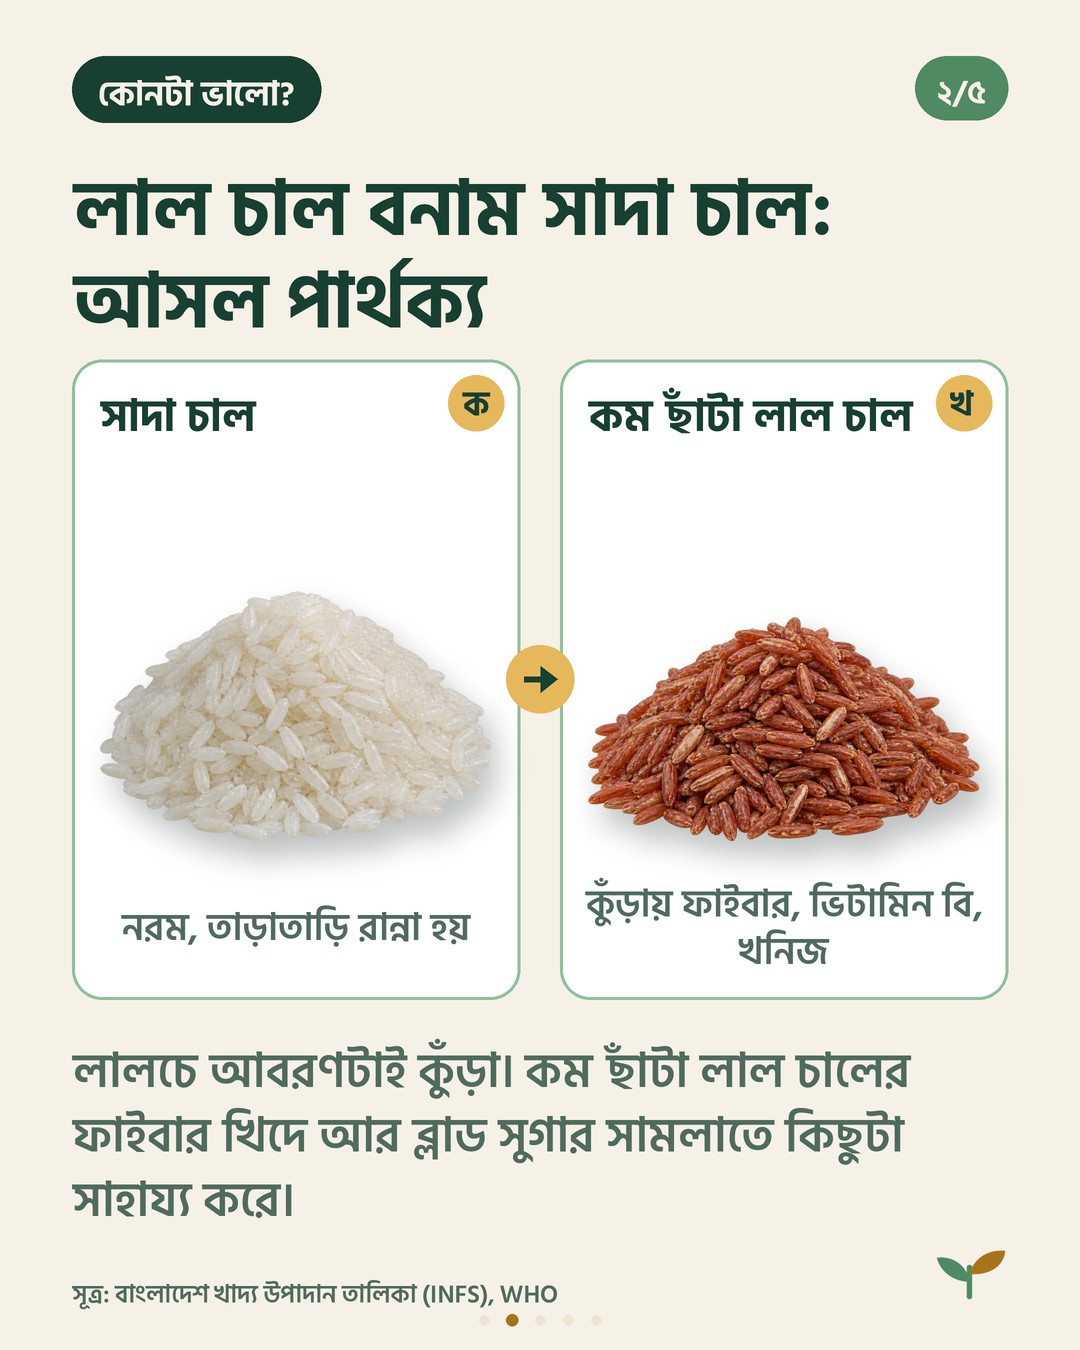 কোনটা ভালো?
২/৫
লাল চাল বনাম সাদা চাল:
আসল পার্থক্য
সাদা চাল
ক
কম ছাঁটা লাল চাল
খ
নরম, তাড়াতাড়ি রান্না হয়
কুঁড়ায় ফাইবার, ভিটামিন বি,
খনিজ
লালচে আবরণটাই কুঁড়া। কম ছাঁটা লাল চালের
ফাইবার খিদে আর ব্লাড সুগার সামলাতে কিছুটা
সাহায্য করে।
সূত্র: বাংলাদেশ খাদ্য উপাদান তালিকা (INFS), WHO